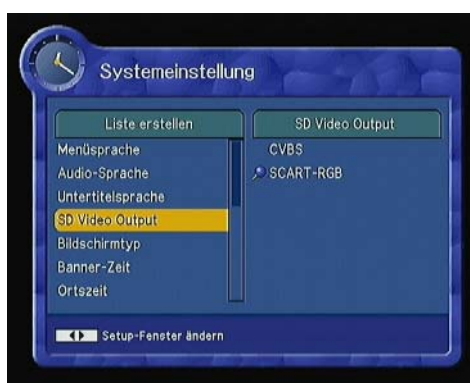 Systemeinstellung
Liste erstellen
Menüsprache
Audio-Sprache
Untertitelsprache
SD Video Output
Bildschirmtyp
Banner-Zeit
Ortszeit
SD Video Output
CVBS
SCART-RGB
Setup-Fenster ändern